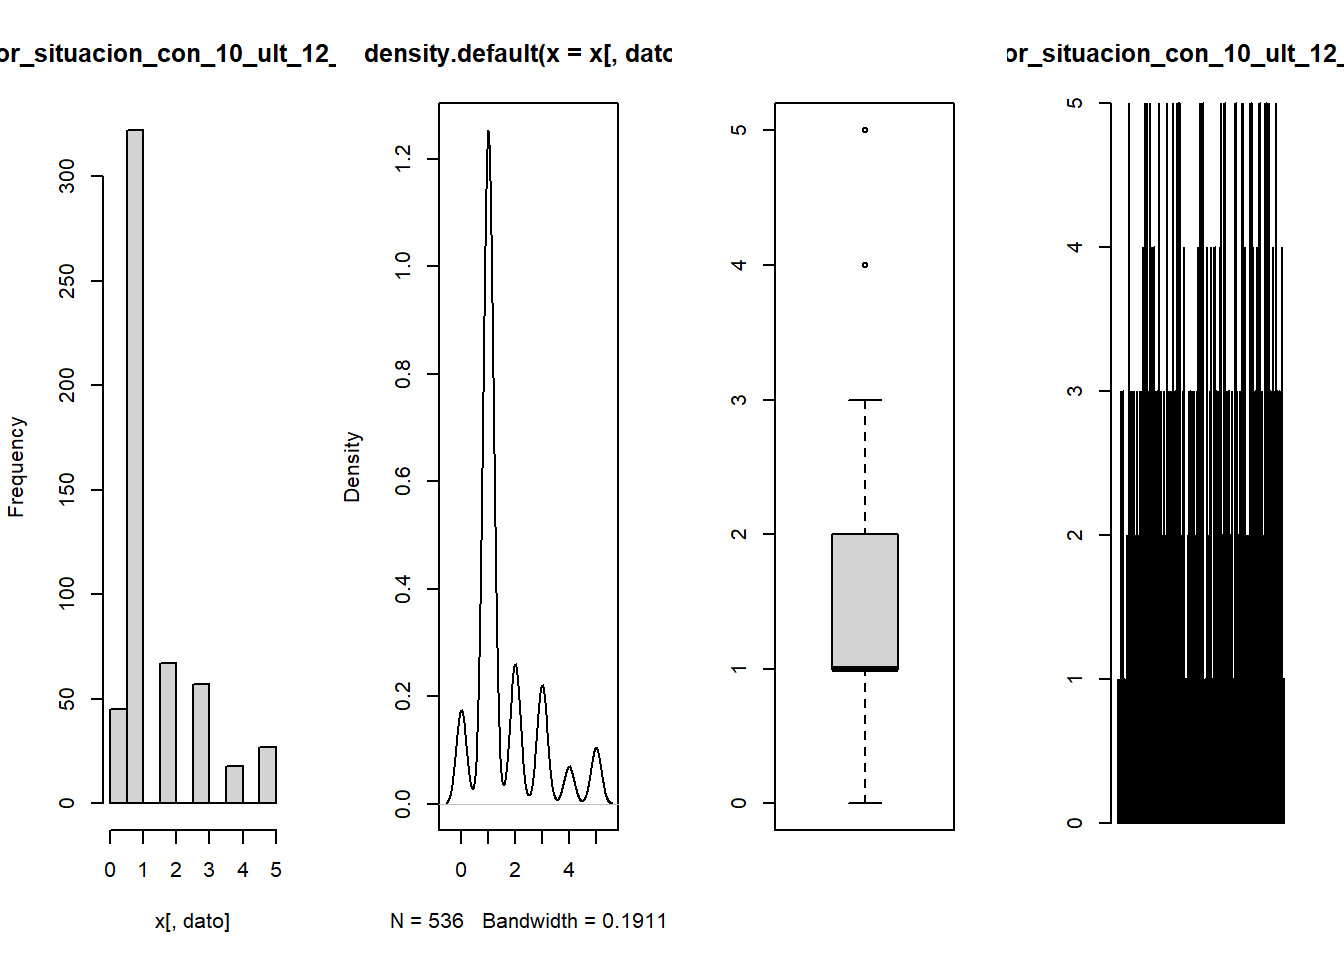 or_situacion_con_10_ult_12_
Frequency
300
250
200
150
100
50
0
0 1 2 3 4 5
x[, dato]
density.default(x = x[, dato
Density
1.2
1.0
0.8
0.6
0.4
0.2
0.0
0 2 4
N = 536 Bandwidth = 0.1911
5
4
3
2
1
0
or_situacion_con_10_ult_12_
5
4
3
2
1
0